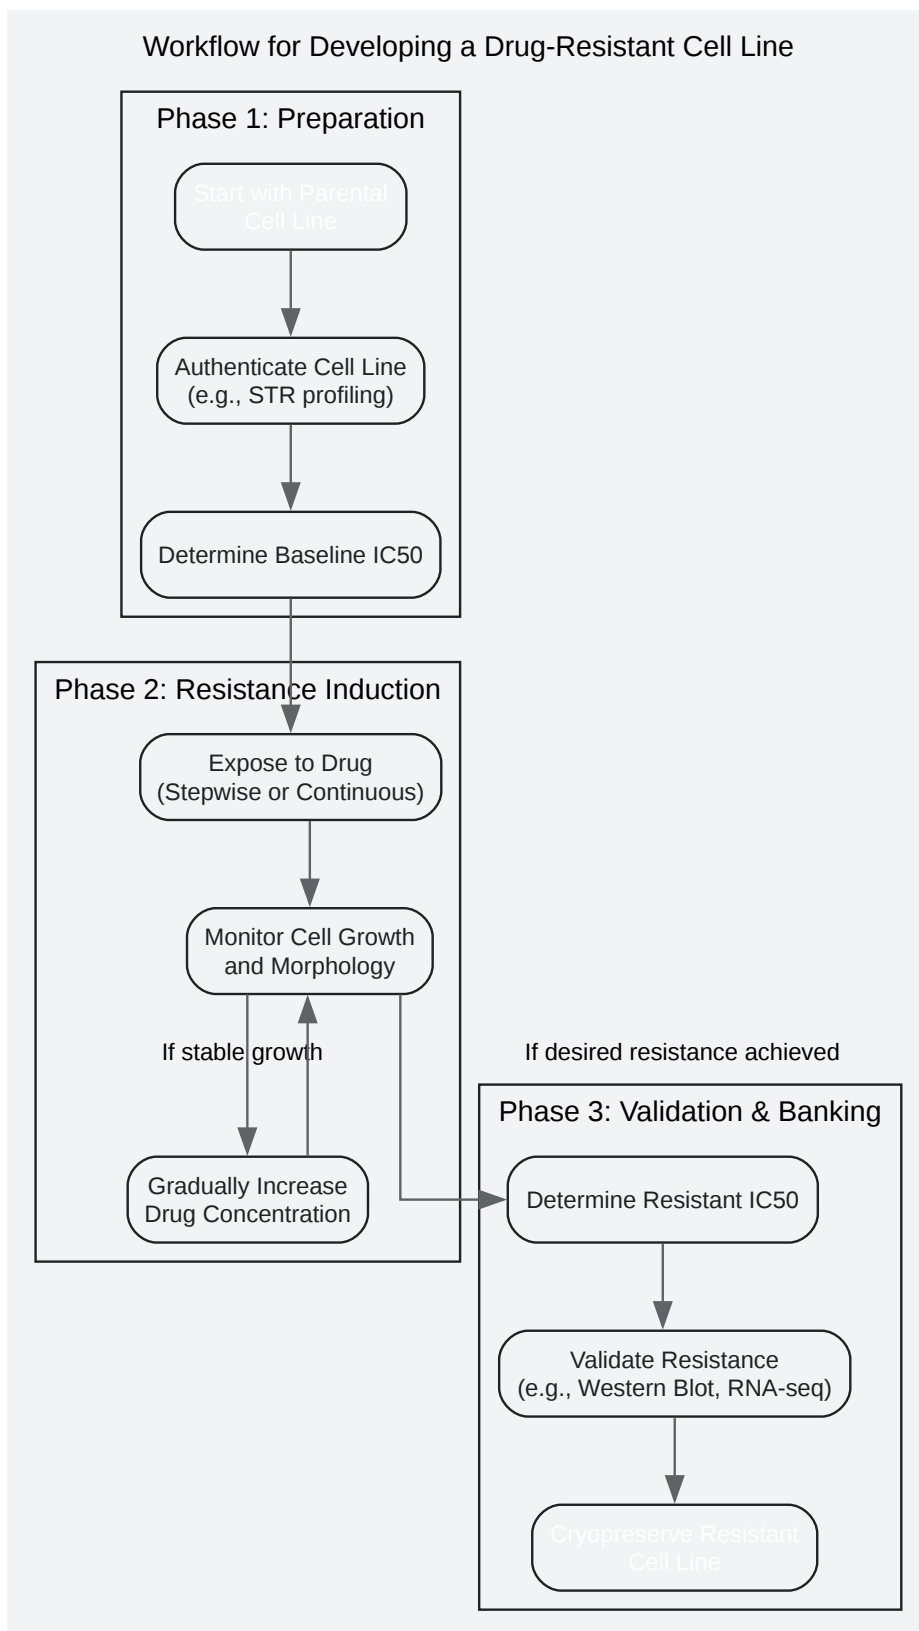 Workflow for Developing a Drug-Resistant Cell Line
Phase 1: Preparation
Start with Parental
Cell Line
Authenticate Cell Line
(e.g., STR profiling)
Determine Baseline IC50
Phase 2: Resistance Induction
Expose to Drug
(Stepwise or Continuous)
Monitor Cell Growth
and Morphology
If stable growth
If desired resistance achieved
Gradually Increase
Drug Concentration
Phase 3: Validation & Banking
Determine Resistant IC50
Validate Resistance
(e.g., Western Blot, RNA-seq)
Cryopreserve Resistant
Cell Line